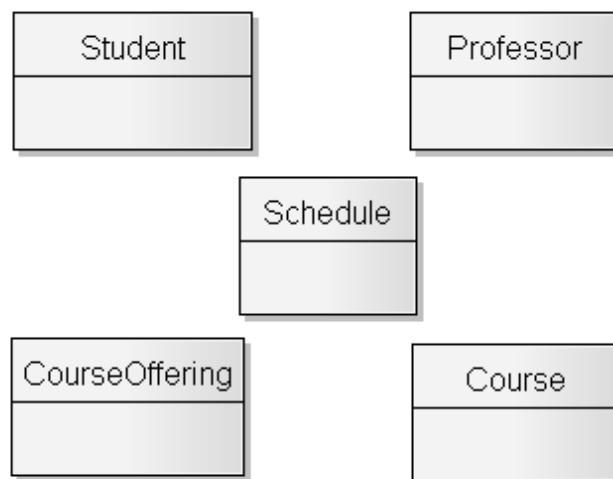 Student
Professor
Schedule
CourseOffering
Course